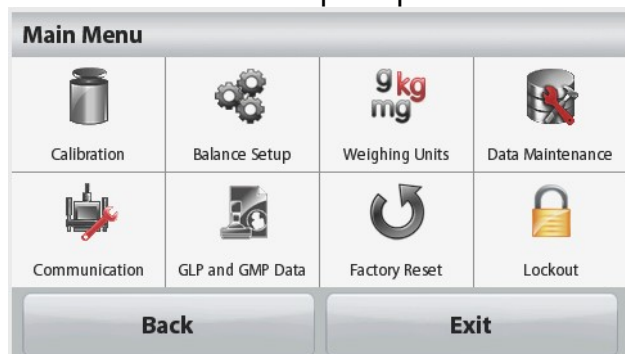 Main Menu
g kg
mg
Calibration
Balance Setup
Weighing Units
Data Maintenance
Communication
GLP and GMP Data
Factory Reset
Lockout
Back
Exit